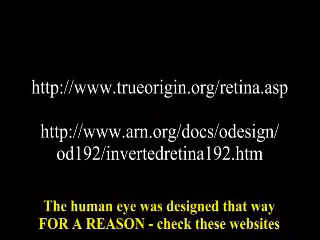 http://www.trueorigin.org/retina.asp
http://www.arn.org/docs/odesign/
od192/invertedretina192.htm
The human eye was designed that way
FOR A REASON - check these websites